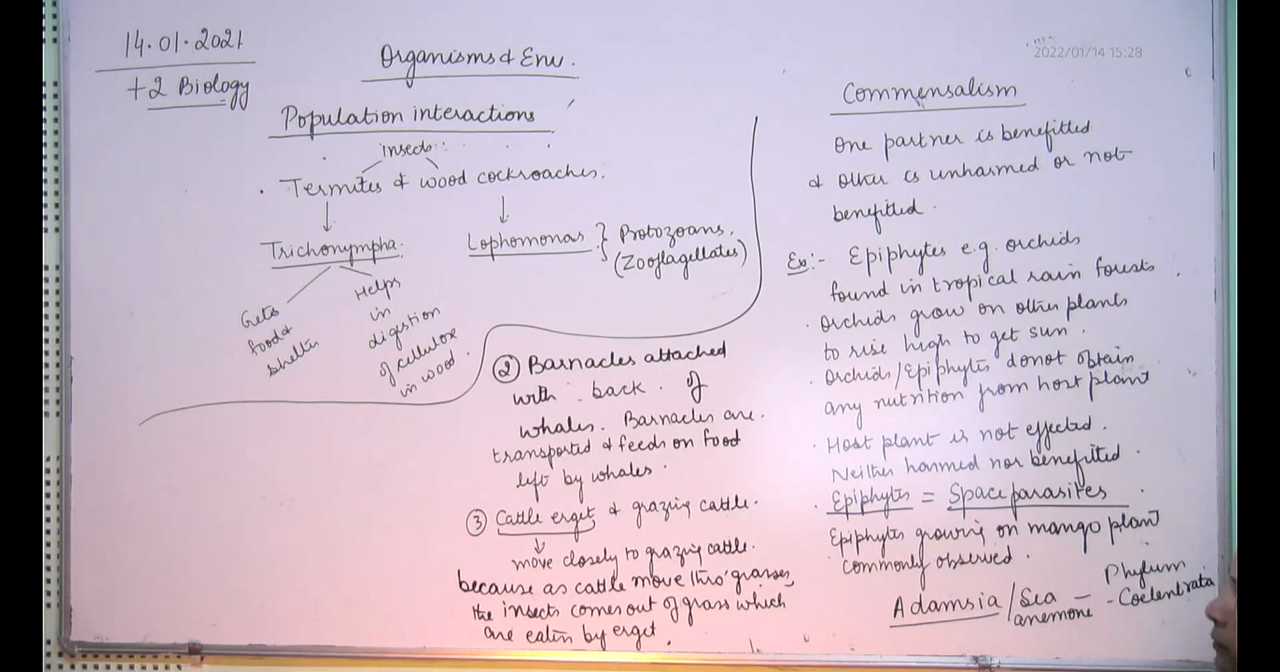 14.01.2021
+2 Biology
Organisms & Env.
Population interactions
insects
. Termites & wood cockroaches.
Trichonympha.
Lophomonas } Protozoans.
(Zooflagellates)
Gets
food &
shelter
Helps
in
digestion
of cellulose
in wood.
② Barnacles attached
with back of
whales. Barnacles are
transported & feeds on food
left by whales.
③ Cattle erget & grazing cattle.
move closely to grazing cattle.
because as cattle move thro' grasses,
the insects comes out of grass which
are eaten by erget.
2022/01/14 15:28
Commensalism
One partner is benefitted
& other is unharmed or not
benefitted.
Ex:- Epiphytes e.g. orchids
found in tropical rain forests.
. Orchids grow on other plants
to rise high to get sun.
. Orchids/Epiphytes donot obtain
any nutrition from host plant
. Host plant is not effected.
Neither harmed nor benefitted.
. Epiphytes = Space parasites
Epiphytes growing on mango plant
commonly observed.
Adamsia / Sea anemone - Phylum
- Coelentrata